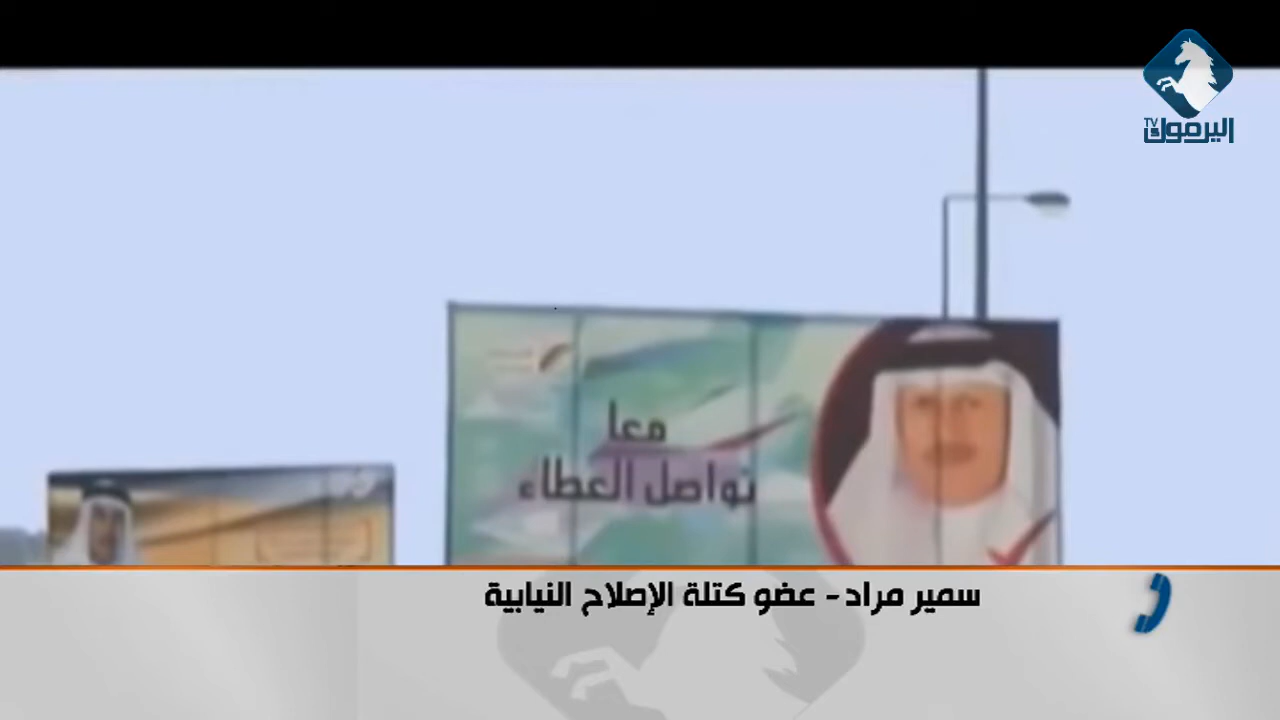 اليرموك
TV
معا
نواصل العطاء
سمير مراد - عضو كتلة الإصلاح النيابية